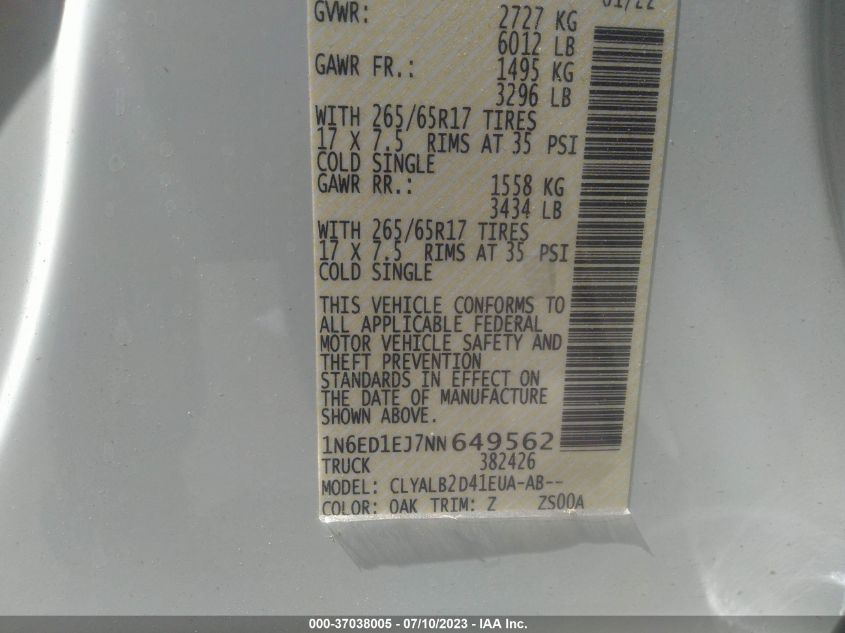 01/22
GVWR: 2727 KG
6012 LB
GAWR FR.: 1495 KG
3296 LB
WITH 265/65R17 TIRES
17 X 7.5 RIMS AT 35 PSI
COLD SINGLE
GAWR RR.: 1558 KG
3434 LB
WITH 265/65R17 TIRES
17 X 7.5 RIMS AT 35 PSI
COLD SINGLE
THIS VEHICLE CONFORMS TO
ALL APPLICABLE FEDERAL
MOTOR VEHICLE SAFETY AND
THEFT PREVENTION
STANDARDS IN EFFECT ON
THE DATE OF MANUFACTURE
SHOWN ABOVE.
1N6ED1EJ7NN649562
TRUCK 382426
MODEL: CLYALB2D41EUA-AB--
COLOR: OAK TRIM: Z ZS00A
000-37038005 - 07/10/2023 - IAA Inc.